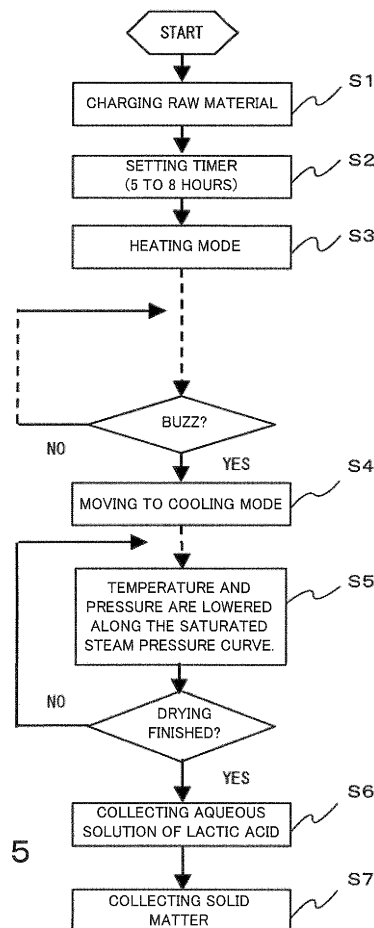 START
S1
CHARGING RAW MATERIAL
S2
SETTING TIMER
(5 TO 8 HOURS)
S3
HEATING MODE
BUZZ?
NO
YES
S4
MOVING TO COOLING MODE
S5
TEMPERATURE AND
PRESSURE ARE LOWERED
ALONG THE SATURATED
STEAM PRESSURE CURVE.
NO
DRYING
FINISHED?
YES
S6
COLLECTING AQUEOUS
SOLUTION OF LACTIC ACID
5
S7
COLLECTING SOLID
MATTER